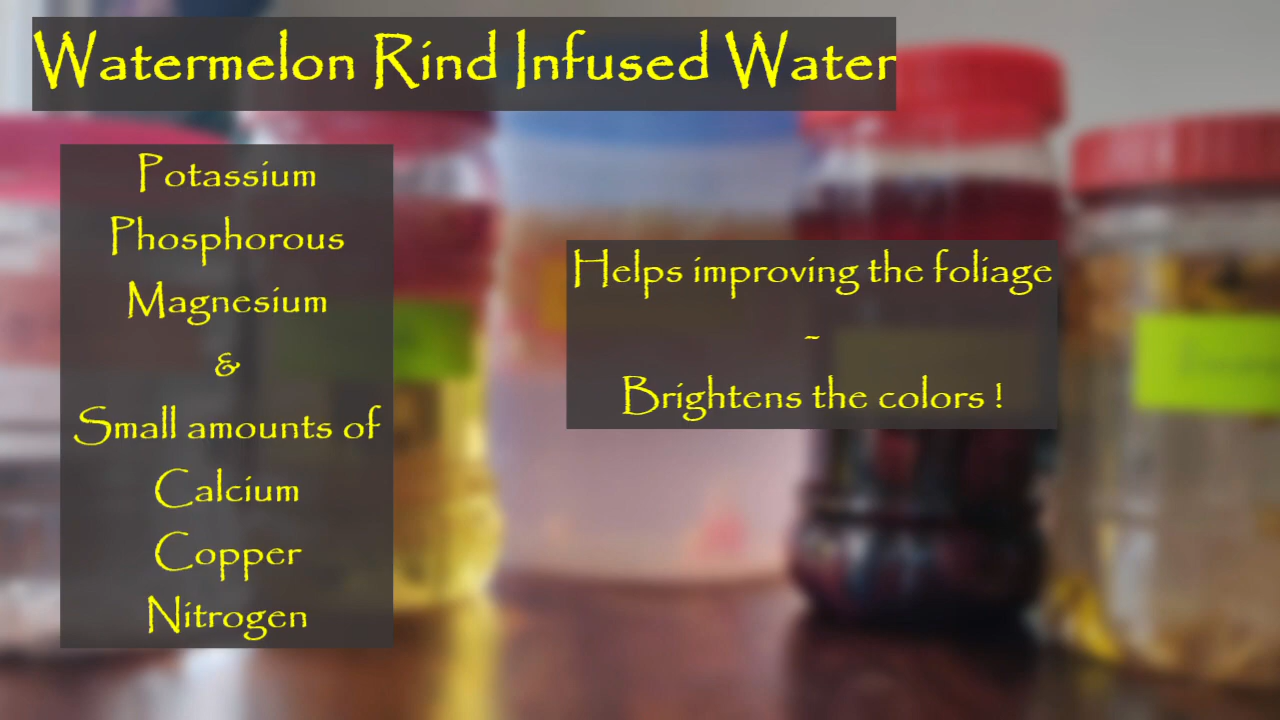 Watermelon Rind Infused Water
Potassium
Phosphorous
Magnesium
&
Small amounts of
Calcium
Copper
Nitrogen
Helps improving the foliage
~
Brightens the colors !